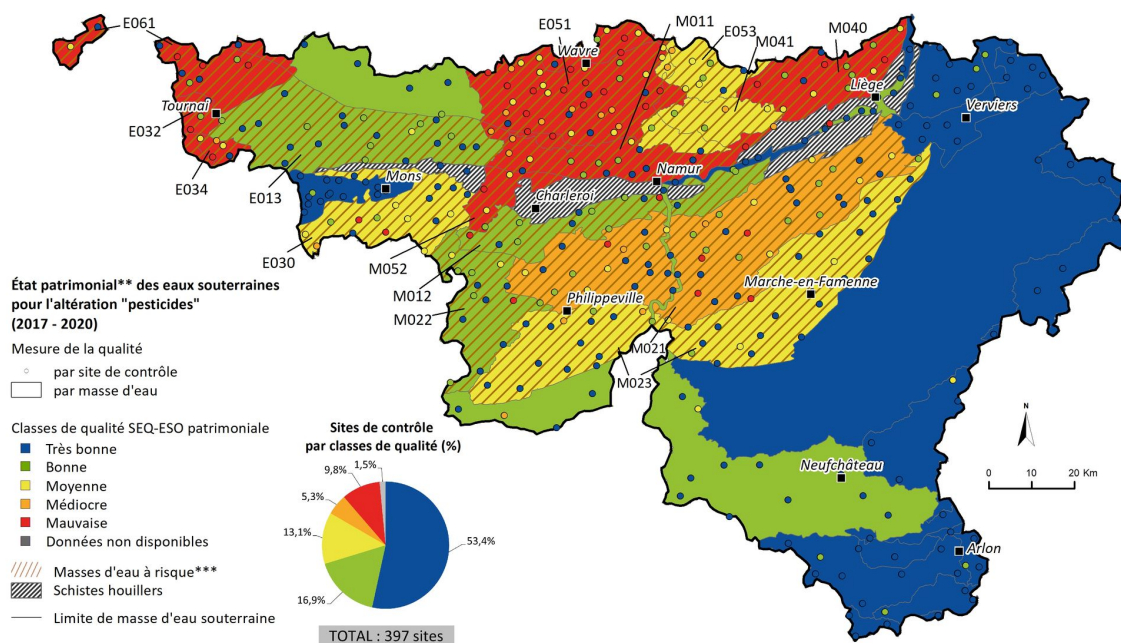 E061
E051
M011
E053
M041
M040
Wavre
Liège
Verviers
Tournai
E032
E034
E013
Mons
Namur
Charleroi
E030
M052
M012
M022
Philippeville
Marche-en-Famenne
M021
M023
Neufchâteau
Arlon
État patrimonial** des eaux souterraines
pour l'altération "pesticides"
(2017 - 2020)
Mesure de la qualité
par site de contrôle
par masse d'eau
Classes de qualité SEQ-ESO patrimoniale
Très bonne
Bonne
Moyenne
Médiocre
Mauvaise
Données non disponibles
Masses d'eau à risque***
Schistes houillers
Limite de masse d'eau souterraine
Sites de contrôle
par classes de qualité (%)
1,5%
9,8%
5,3%
13,1%
53,4%
16,9%
TOTAL : 397 sites
N
0 10 20 Km